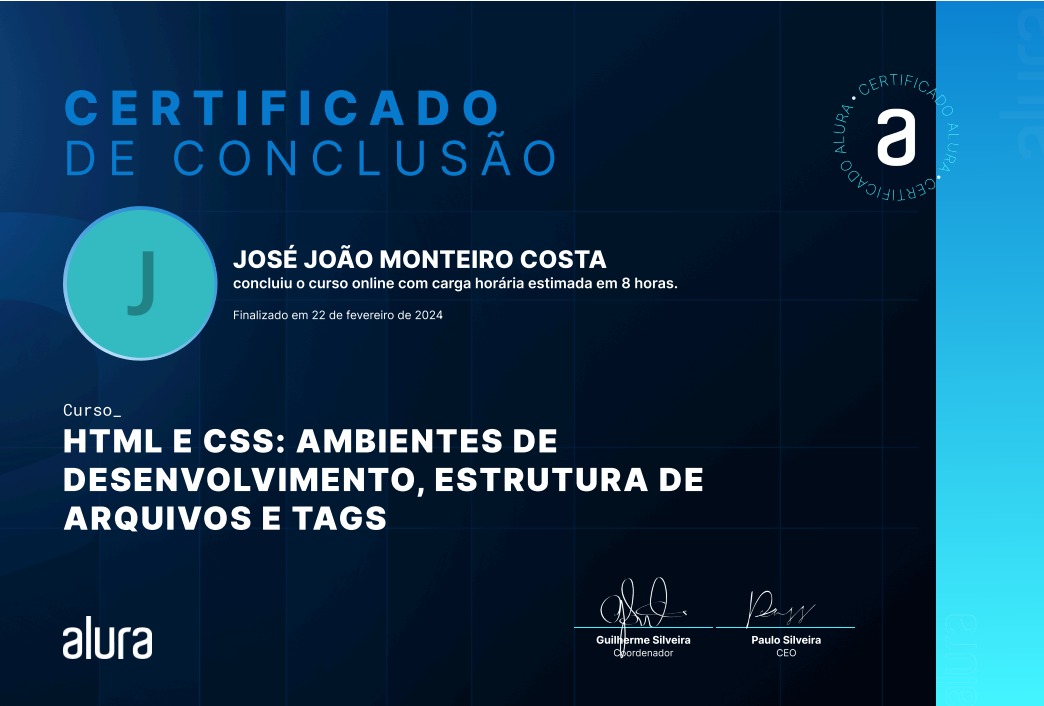 CERTIFICADO
DE CONCLUSÃO
CERTIFICADO ALURA • CERTIFICADO ALURA •
a
J
JOSÉ JOÃO MONTEIRO COSTA
concluiu o curso online com carga horária estimada em 8 horas.
Finalizado em 22 de fevereiro de 2024
Curso_
HTML E CSS: AMBIENTES DE
DESENVOLVIMENTO, ESTRUTURA DE
ARQUIVOS E TAGS
alura
Guilherme Silveira
Coordenador
Paulo Silveira
CEO
alura